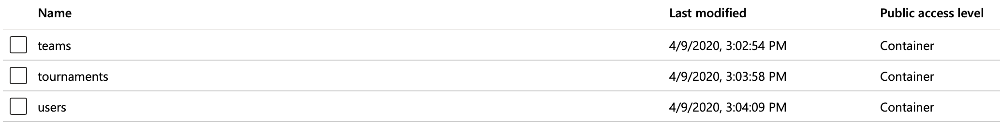 Name Last modified Public access level
teams 4/9/2020, 3:02:54 PM Container
tournaments 4/9/2020, 3:03:58 PM Container
users 4/9/2020, 3:04:09 PM Container